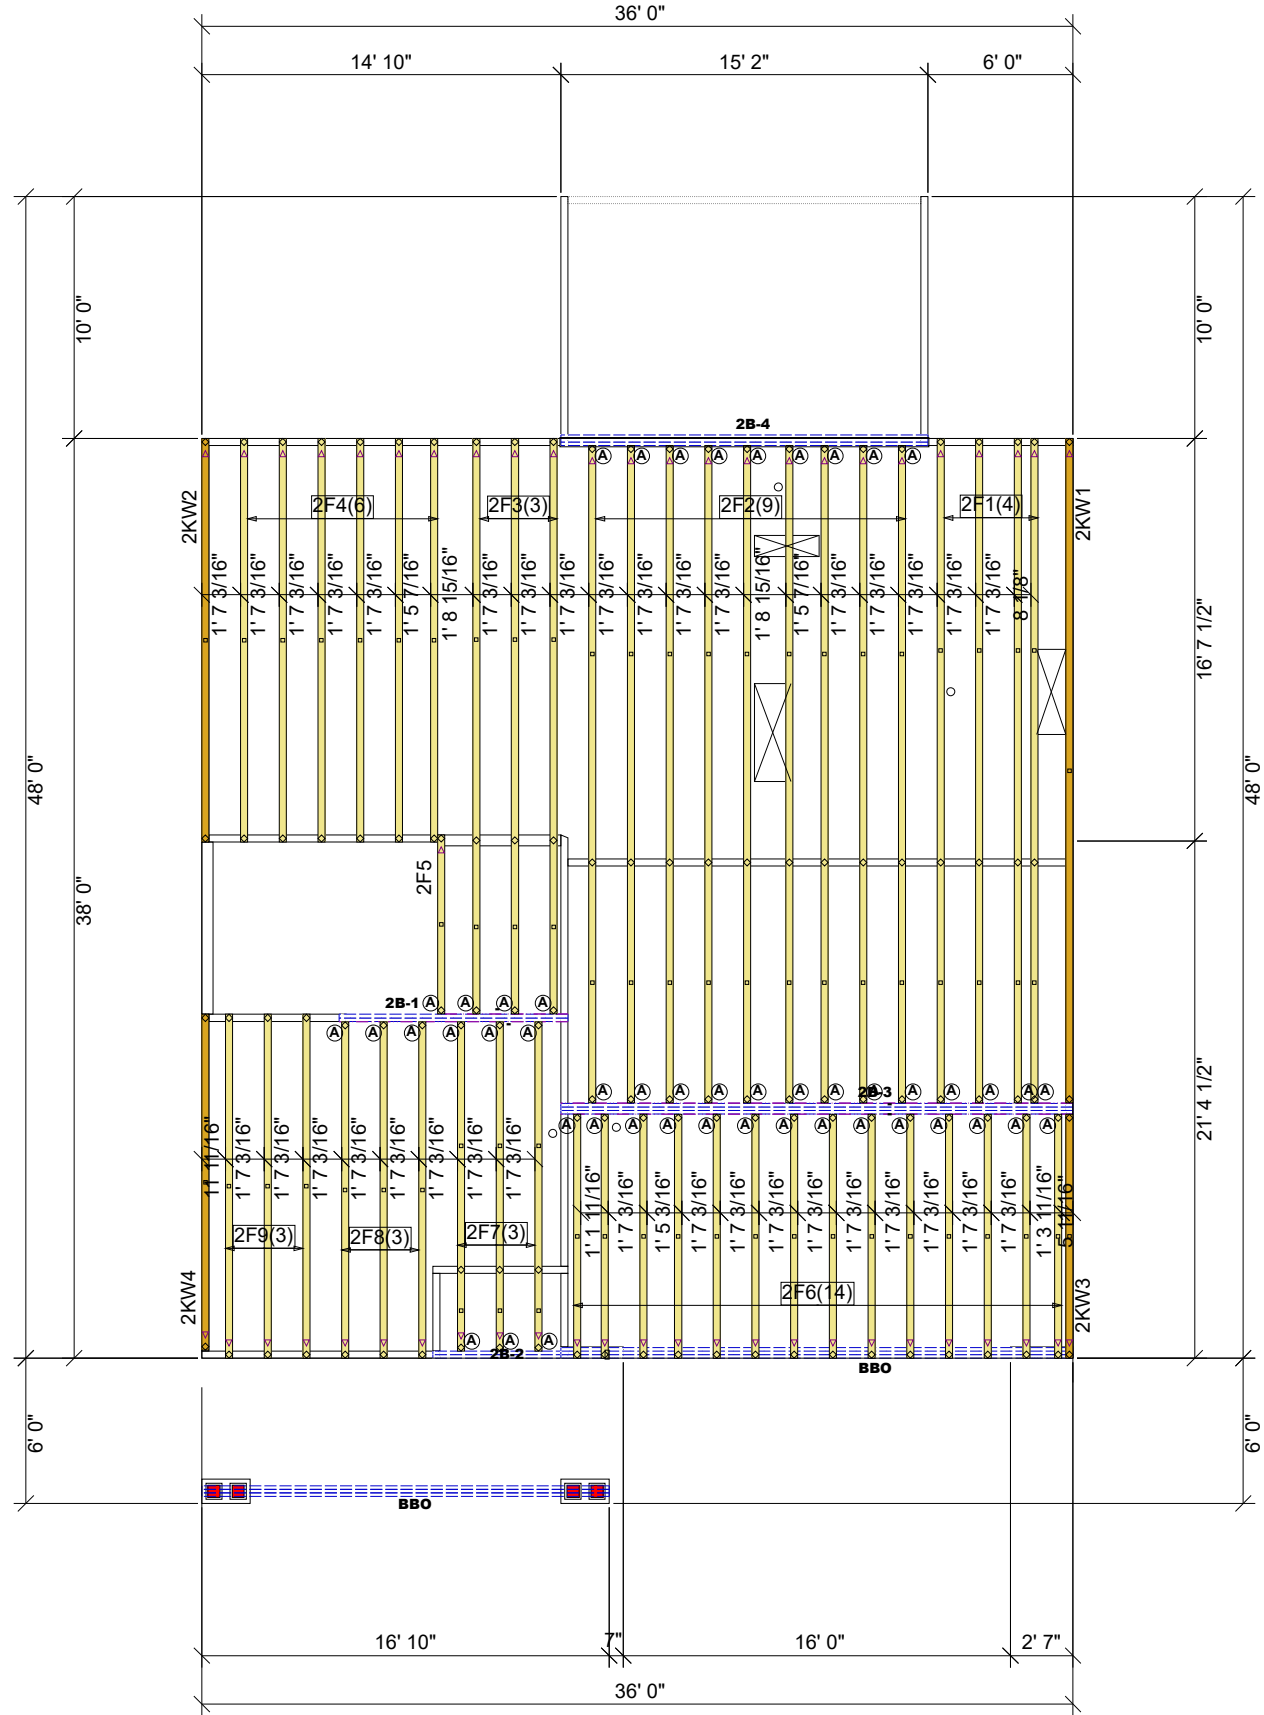 36' 0"
14' 10"
15' 2"
6' 0"
10' 0"
10' 0"
48' 0"
48' 0"
38' 0"
16' 7 1/2"
21' 4 1/2"
6' 0"
6' 0"
2B-4
A A A A A A A A A
2KW2
2F4(6)
2F3(3)
2F2(9)
2F1(4)
2KW1
1' 7 3/16"
1' 7 3/16"
1' 7 3/16"
1' 7 3/16"
1' 7 3/16"
1' 5 7/16"
1' 8 15/16"
1' 7 3/16"
1' 7 3/16"
1' 7 3/16"
1' 7 3/16"
1' 7 3/16"
1' 7 3/16"
1' 7 3/16"
1' 8 15/16"
1' 5 7/16"
1' 7 3/16"
1' 7 3/16"
1' 7 3/16"
1' 7 3/16"
8 1/8"
2F5
2B-1
A A A A
A A A A A A
A A A A A A A A A A A A A
2B-3
A A A A A A A A A A A A A A
11 11/16"
1' 7 3/16"
1' 7 3/16"
1' 7 3/16"
1' 7 3/16"
1' 7 3/16"
1' 7 3/16"
1' 7 3/16"
1' 7 3/16"
1' 1 11/16"
1' 7 3/16"
1' 5 3/16"
1' 7 3/16"
1' 7 3/16"
1' 7 3/16"
1' 7 3/16"
1' 7 3/16"
1' 7 3/16"
1' 7 3/16"
1' 7 3/16"
1' 7 3/16"
1' 3 11/16"
5 11/16"
2F9(3)
2F8(3)
2F7(3)
2F6(14)
2KW4
2KW3
A A A
2B-2
BBO
BBO
16' 10"
7"
16' 0"
2' 7"
36' 0"